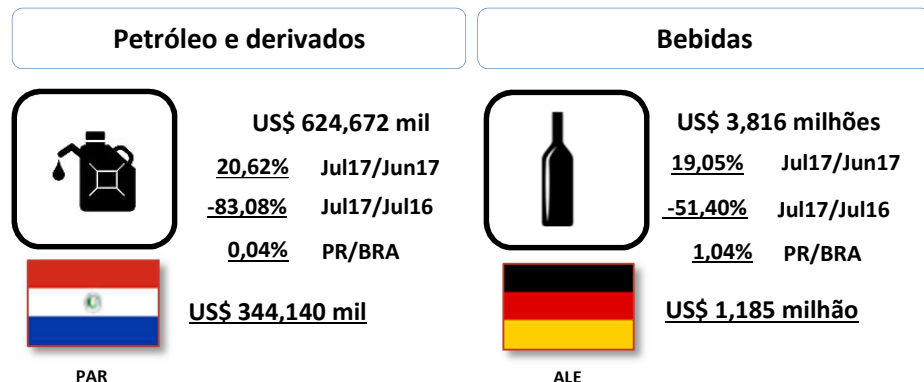 Petróleo e derivados
US$ 624,672 mil
20,62% Jul17/Jun17
-83,08% Jul17/Jul16
0,04% PR/BRA
US$ 344,140 mil
PAR
Bebidas
US$ 3,816 milhões
19,05% Jul17/Jun17
-51,40% Jul17/Jul16
1,04% PR/BRA
US$ 1,185 milhão
ALE